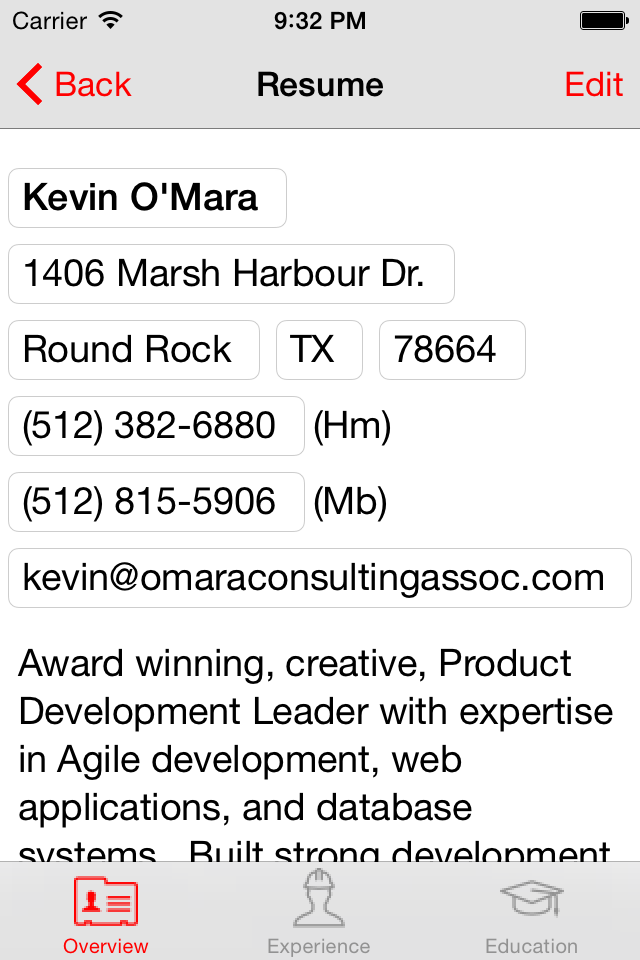 Carrier 9:32 PM
Back Resume Edit
Kevin O'Mara
1406 Marsh Harbour Dr.
Round Rock TX 78664
(512) 382-6880 (Hm)
(512) 815-5906 (Mb)
kevin@omaraconsultingassoc.com
Award winning, creative, Product
Development Leader with expertise
in Agile development, web
applications, and database
systems. Built strong development
Overview Experience Education